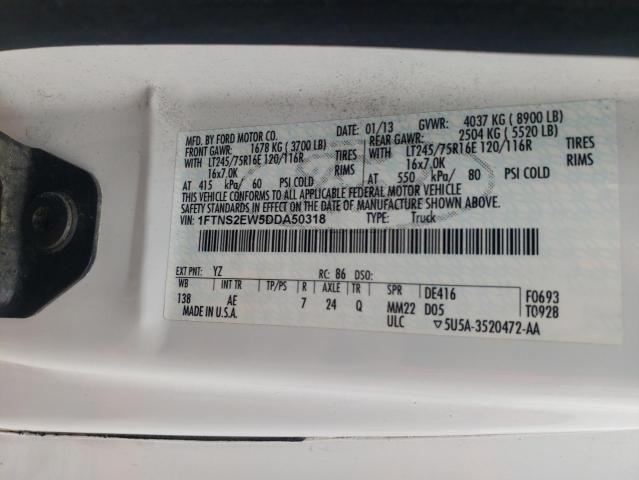 MFD. BY FORD MOTOR CO. DATE 01/13 GVWR: 4037 KG ( 8900 LB)
FRONT GAWR: 1678 KG ( 3700 LB) REAR GAWR: 2504 KG ( 5520 LB)
WITH LT245/75R16E 120/116R TIRES WITH LT245/75R16E 120/116R TIRES
16x7.0K RIMS 16x7.0K RIMS
AT 415 kPa/ 60 PSI COLD AT 550 kPa/ 80 PSI COLD
THIS VEHICLE CONFORMS TO ALL APPLICABLE FEDERAL MOTOR VEHICLE
SAFETY STANDARDS IN EFFECT ON THE DATE OF MANUFACTURE SHOWN ABOVE.
VIN: 1FTNS2EW5DDA50318 TYPE: Truck
EXT PNT: YZ RC: 86 DSO:
WB INT TR TP/PS R AXLE TR SPR DE416 F0693
138 AE 7 24 Q MM22 D05 T0928
MADE IN U.S.A. ULC ▽5U5A-3520472-AA